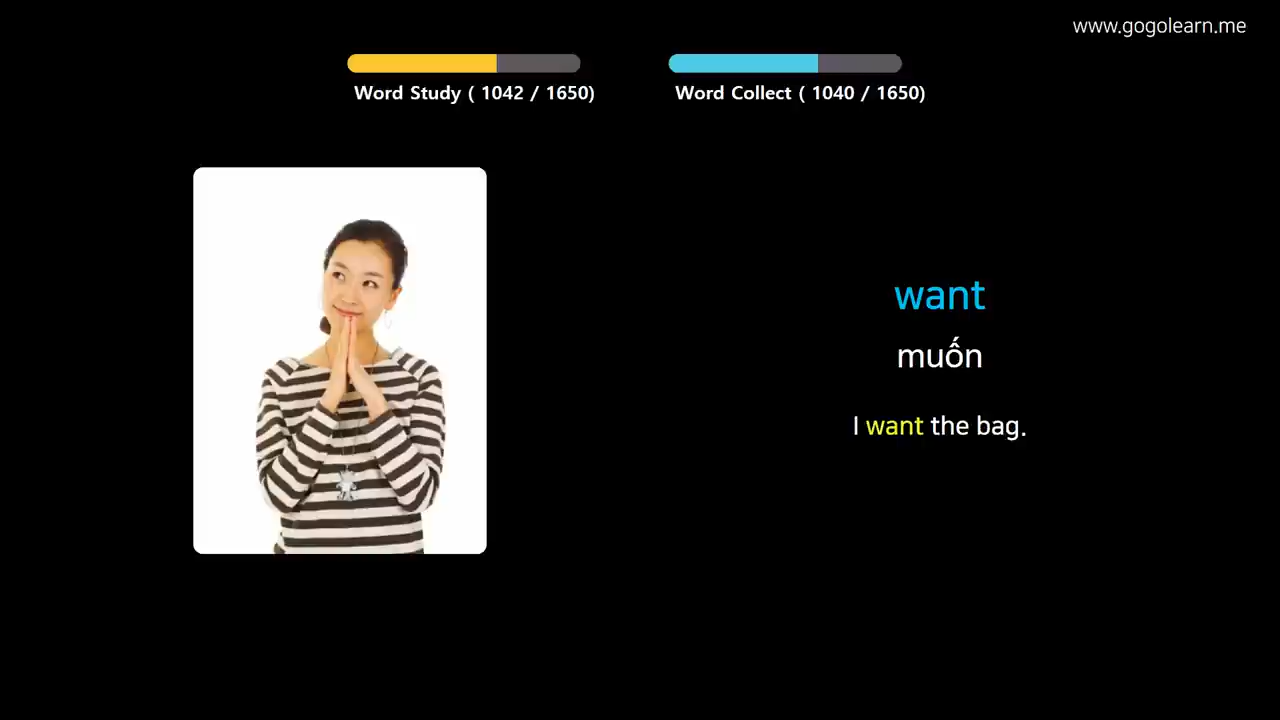 www.gogolearn.me
Word Study ( 1042 / 1650)
Word Collect ( 1040 / 1650)
want
muốn
I want the bag.